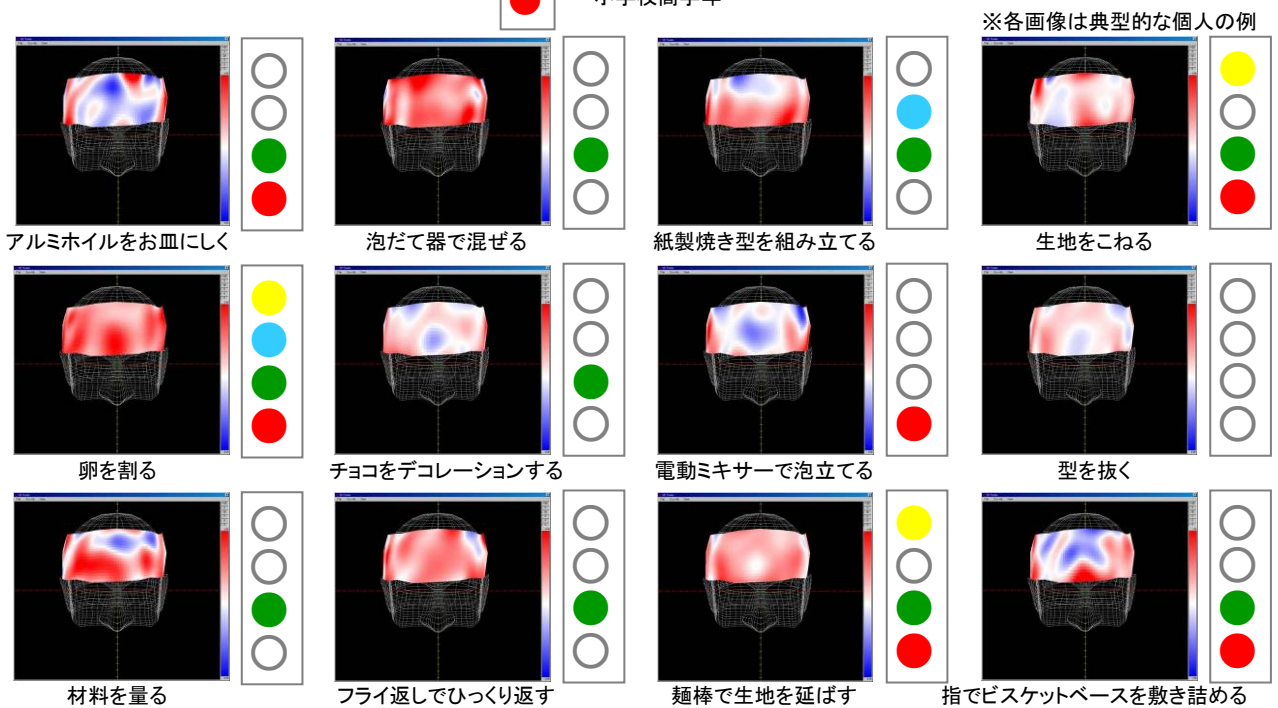 小学校高学年
※各画像は典型的な個人の例
アルミホイルをお皿にしく
泡だて器で混ぜる
紙製焼き型を組み立てる
生地をこねる
卵を割る
チョコをデコレーションする
電動ミキサーで泡立てる
型を抜く
材料を量る
フライ返しでひっくり返す
麺棒で生地を延ばす
指でビスケットベースを敷き詰める